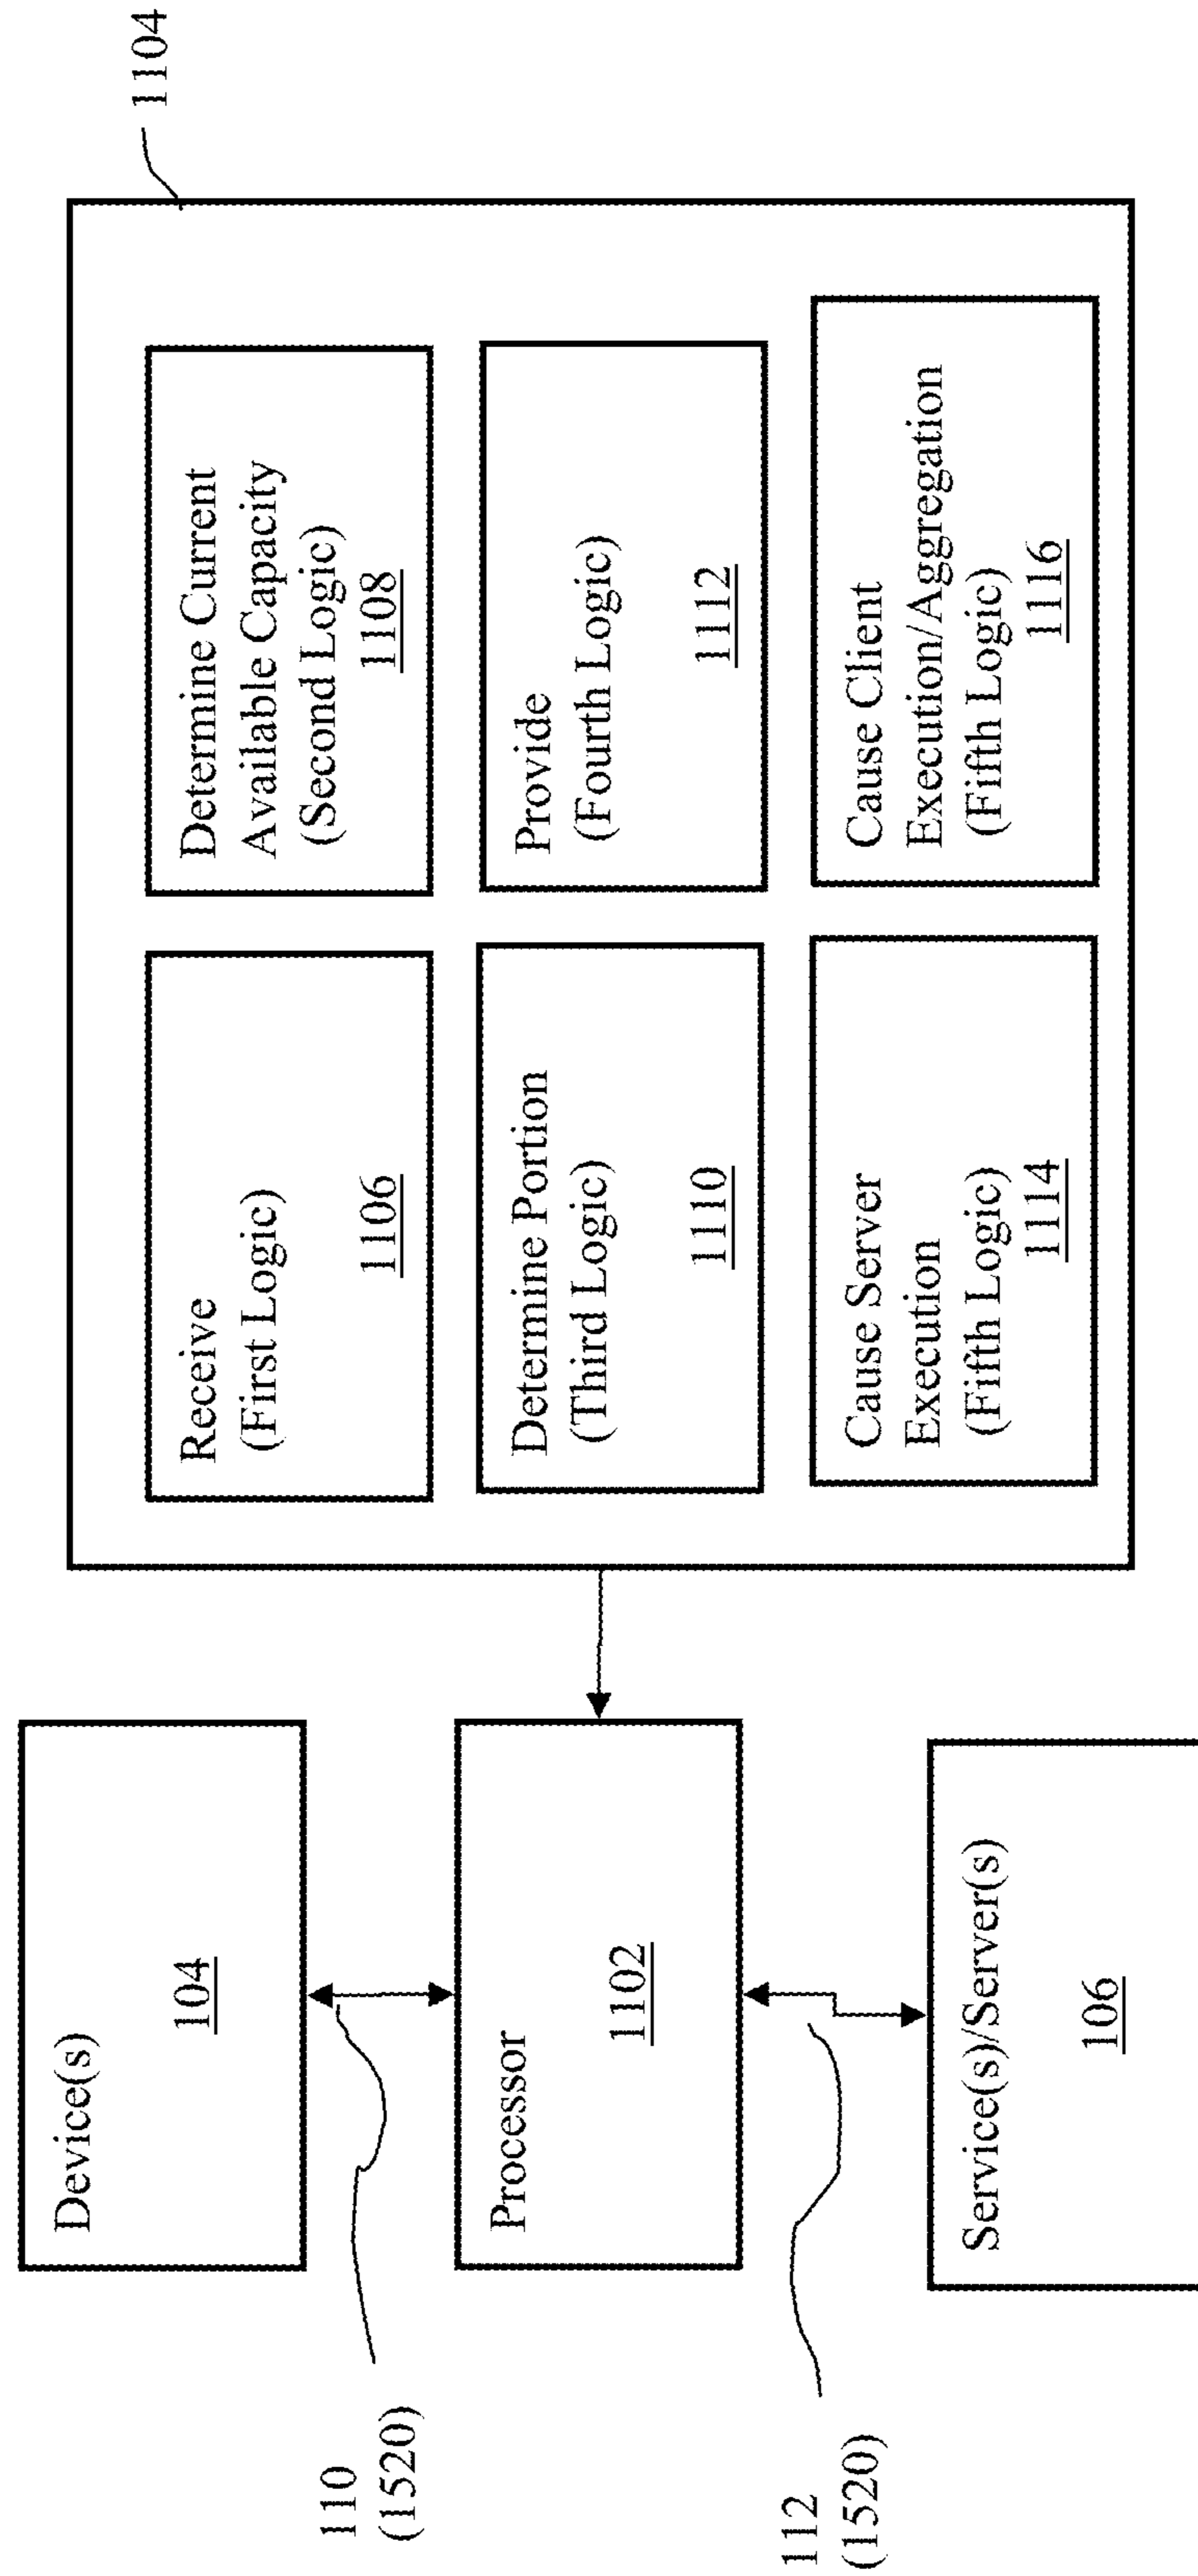 Device(s)
104
110
(1520)
Processor
1102
112
(1520)
Service(s)/Server(s)
106
1104
Receive
(First Logic)
1106
Determine Current
Available Capacity
(Second Logic)
1108
Determine Portion
(Third Logic)
1110
Provide
(Fourth Logic)
1112
Cause Server
Execution
(Fifth Logic)
1114
Cause Client
Execution/Aggregation
(Fifth Logic)
1116